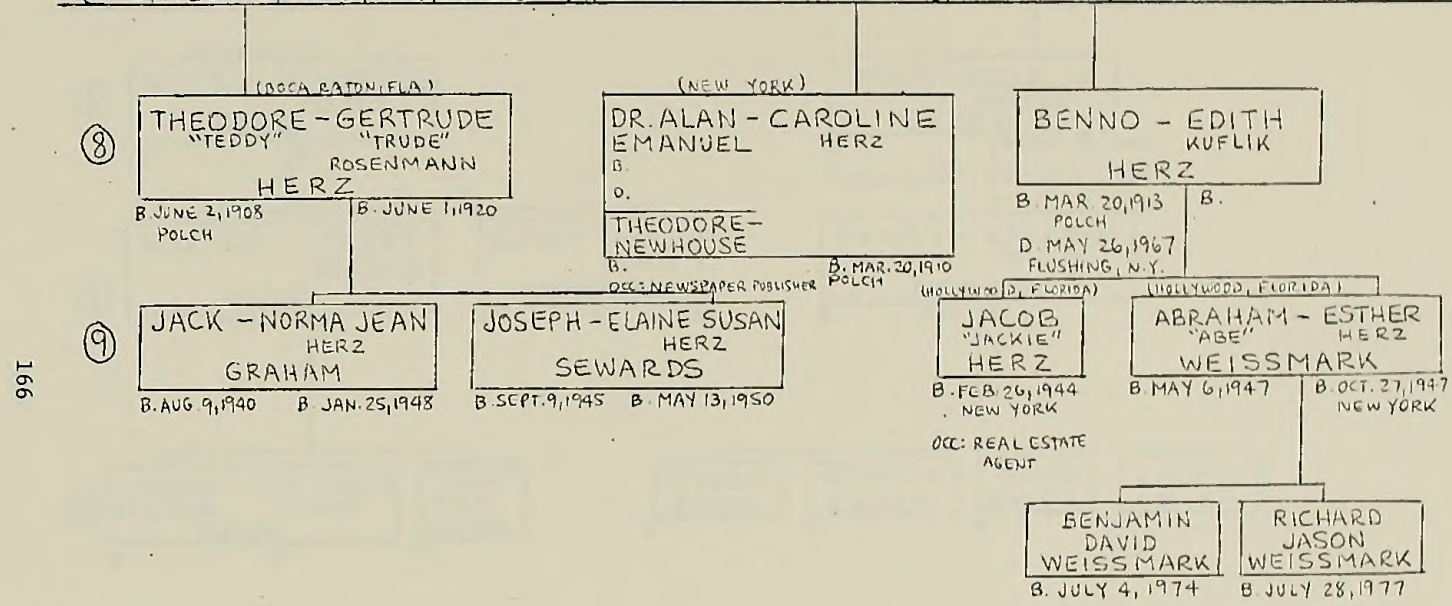 (BOCA RATON, FLA)
THEODORE - GERTRUDE
"TEDDY" "TRUDE"
ROSENMANN
HERZ
B. JUNE 2, 1908 B. JUNE 1, 1920
POLCH
(NEW YORK)
DR. ALAN - CAROLINE
EMANUEL HERZ
B.
D.
THEODORE -
NEWHOUSE
B. B. MAR. 20, 1910
OCC: NEWSPAPER PUBLISHER POLCH
BENNO - EDITH
KUFLIK
HERZ
B. MAR. 20, 1913 B.
POLCH
D. MAY 26, 1967
FLUSHING, N.Y.
8
9
JACK - NORMA JEAN
HERZ
GRAHAM
B. AUG. 9, 1940 B. JAN. 25, 1948
JOSEPH - ELAINE SUSAN
HERZ
SEWARDS
B. SEPT. 9, 1945 B. MAY 13, 1950
(HOLLYWOOD, FLORIDA)
JACOB
"JACKIE"
HERZ
B. FEB. 26, 1944
NEW YORK
OCC: REAL ESTATE
AGENT
(HOLLYWOOD, FLORIDA)
ABRAHAM - ESTHER
"ABE" HERZ
WEISSMARK
B. MAY 6, 1947 B. OCT. 27, 1947
NEW YORK
BENJAMIN
DAVID
WEISSMARK
B. JULY 4, 1974
RICHARD
JASON
WEISSMARK
B. JULY 28, 1977
166